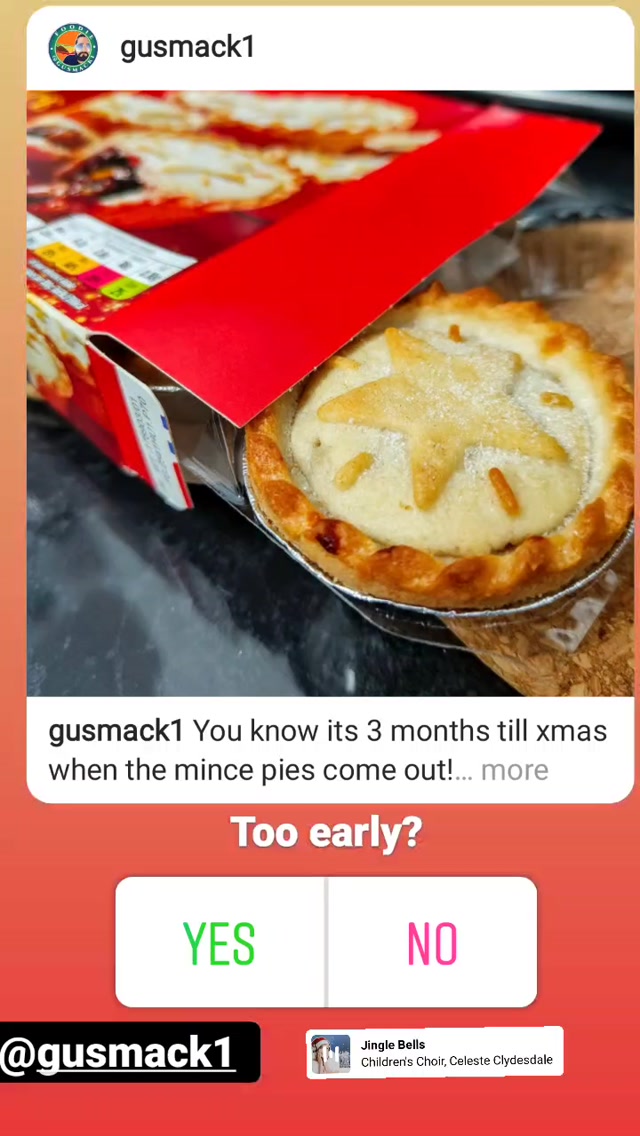 gusmack1
gusmack1 You know its 3 months till xmas
when the mince pies come out!... more
Too early?
YES
NO
@gusmack1
Jingle Bells
Children's Choir, Celeste Clydesdale